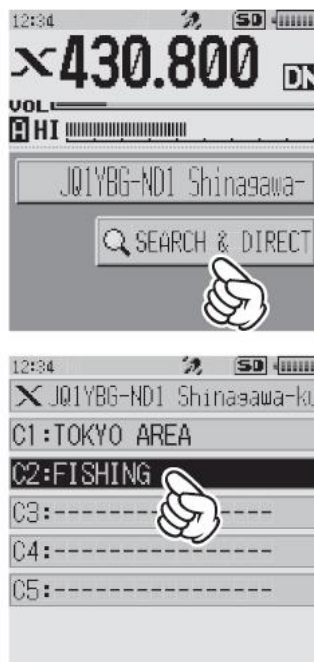 12:34 SD
X430.800 DN
VOL
A HI
JQ1YBG-ND1 Shinagawa-
SEARCH & DIRECT
12:34 SD
X JQ1YBG-ND1 Shinagawa-ku
C1:TOKYO AREA
C2:FISHING
C3:----------------
C4:----------------
C5:----------------